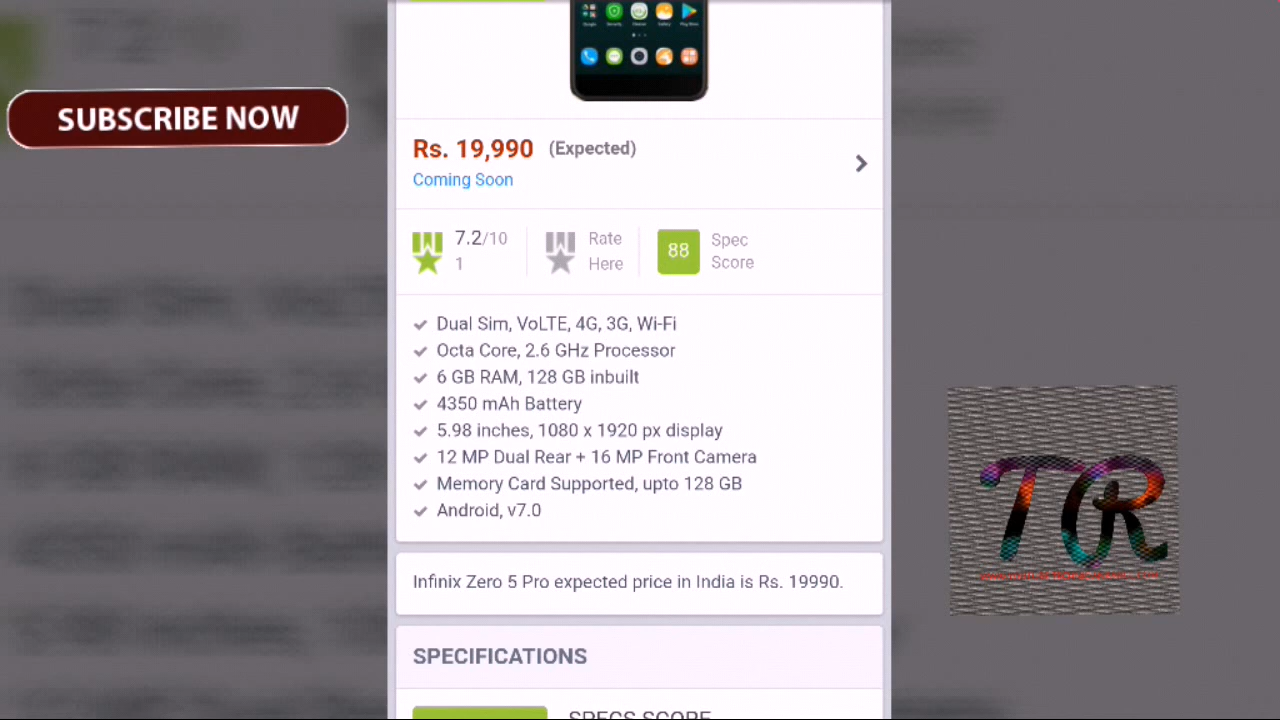 SUBSCRIBE NOW
Rs. 19,990 (Expected)
Coming Soon
7.2/10
1
Rate
Here
88
Spec
Score
Dual Sim, VoLTE, 4G, 3G, Wi-Fi
Octa Core, 2.6 GHz Processor
6 GB RAM, 128 GB inbuilt
4350 mAh Battery
5.98 inches, 1080 x 1920 px display
12 MP Dual Rear + 16 MP Front Camera
Memory Card Supported, upto 128 GB
Android, v7.0
Infinix Zero 5 Pro expected price in India is Rs. 19990.
SPECIFICATIONS
SPECS SCORE
TR